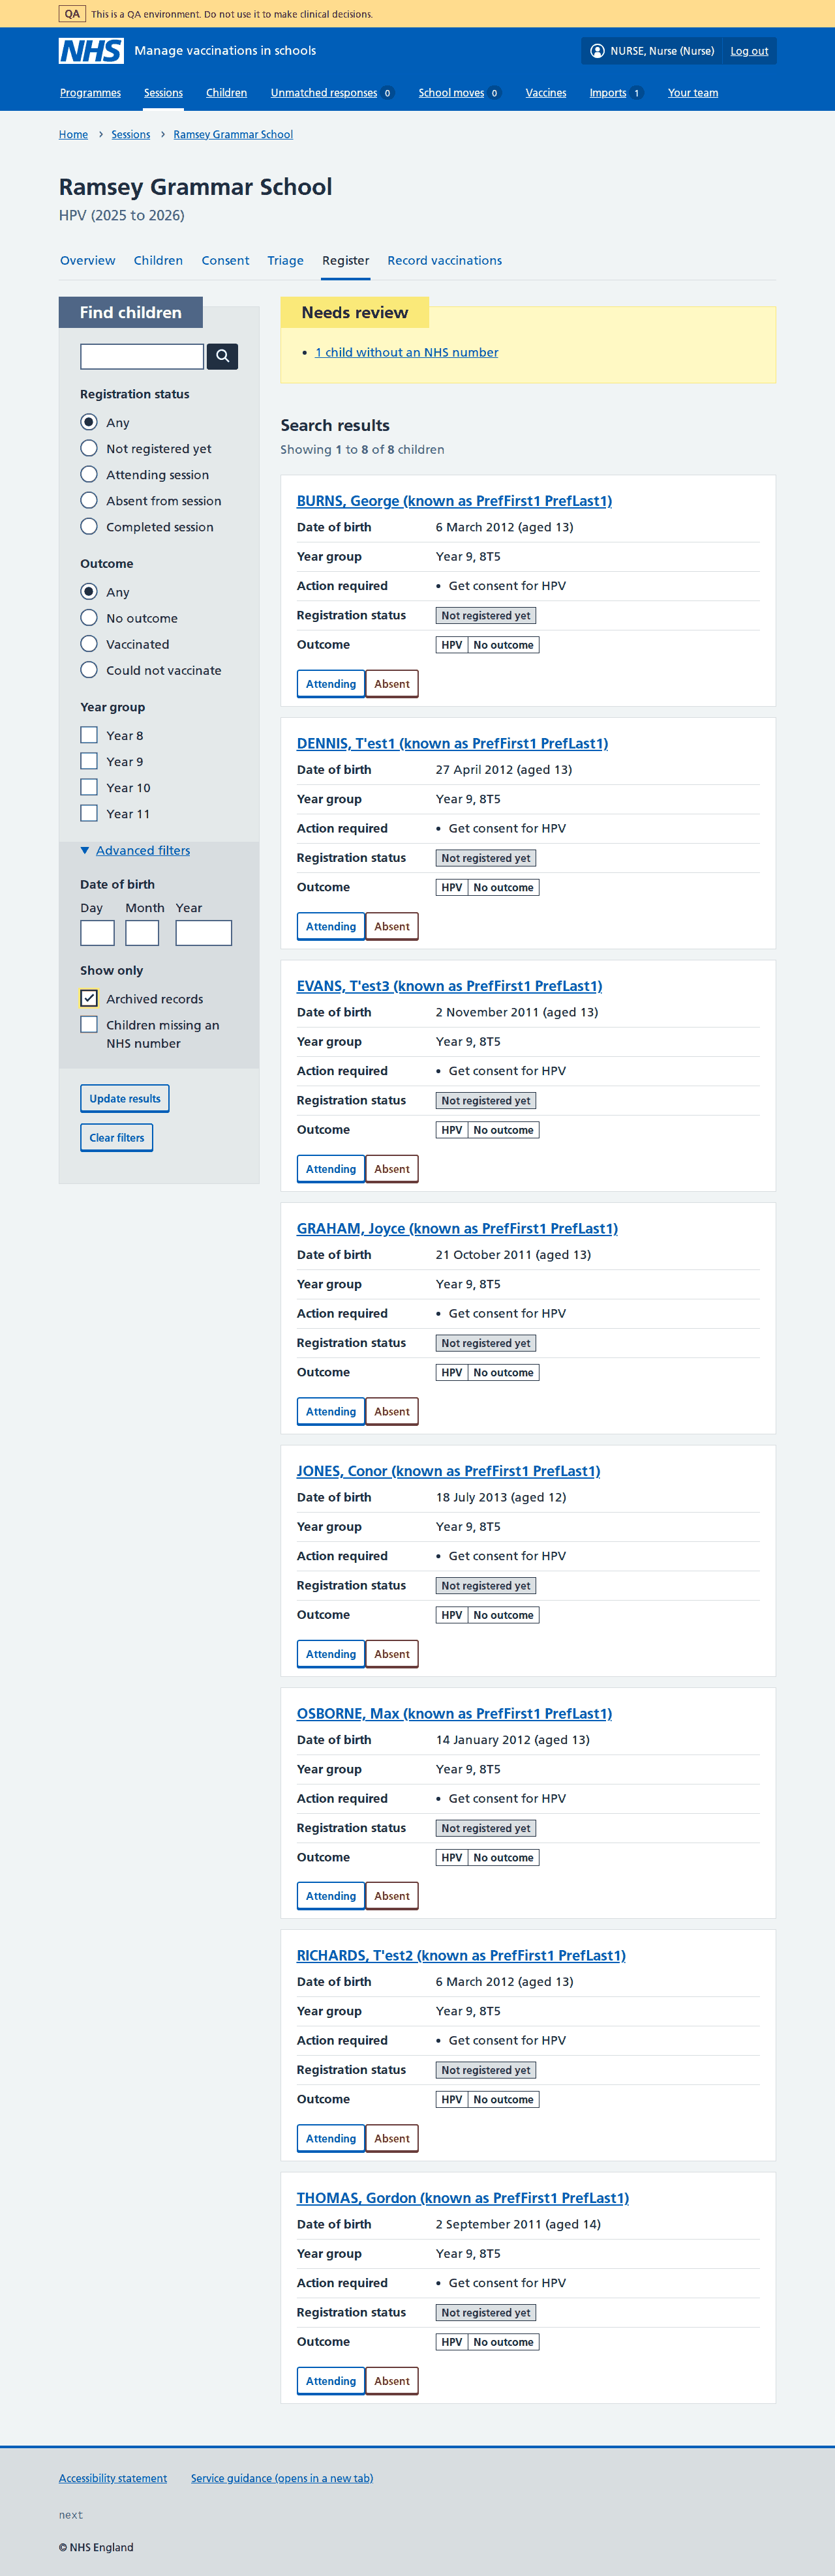 QA This is a QA environment. Do not use it to make clinical decisions.
NHS Manage vaccinations in schools NURSE, Nurse (Nurse) Log out
Programmes Sessions Children Unmatched responses 0 School moves 0 Vaccines Imports 1 Your team
Home Sessions Ramsey Grammar School
Ramsey Grammar School
HPV (2025 to 2026)
Overview Children Consent Triage Register Record vaccinations
Find children
Registration status
Any
Not registered yet
Attending session
Absent from session
Completed session
Outcome
Any
No outcome
Vaccinated
Could not vaccinate
Year group
Year 8
Year 9
Year 10
Year 11
Advanced filters
Date of birth
Day Month Year
Show only
Archived records
Children missing an
NHS number
Update results
Clear filters
Needs review
1 child without an NHS number
Search results
Showing 1 to 8 of 8 children
BURNS, George (known as PrefFirst1 PrefLast1)
Date of birth 6 March 2012 (aged 13)
Year group Year 9, 8T5
Action required Get consent for HPV
Registration status Not registered yet
Outcome HPV No outcome
Attending Absent
DENNIS, T'est1 (known as PrefFirst1 PrefLast1)
Date of birth 27 April 2012 (aged 13)
Year group Year 9, 8T5
Action required Get consent for HPV
Registration status Not registered yet
Outcome HPV No outcome
Attending Absent
EVANS, T'est3 (known as PrefFirst1 PrefLast1)
Date of birth 2 November 2011 (aged 13)
Year group Year 9, 8T5
Action required Get consent for HPV
Registration status Not registered yet
Outcome HPV No outcome
Attending Absent
GRAHAM, Joyce (known as PrefFirst1 PrefLast1)
Date of birth 21 October 2011 (aged 13)
Year group Year 9, 8T5
Action required Get consent for HPV
Registration status Not registered yet
Outcome HPV No outcome
Attending Absent
JONES, Conor (known as PrefFirst1 PrefLast1)
Date of birth 18 July 2013 (aged 12)
Year group Year 9, 8T5
Action required Get consent for HPV
Registration status Not registered yet
Outcome HPV No outcome
Attending Absent
OSBORNE, Max (known as PrefFirst1 PrefLast1)
Date of birth 14 January 2012 (aged 13)
Year group Year 9, 8T5
Action required Get consent for HPV
Registration status Not registered yet
Outcome HPV No outcome
Attending Absent
RICHARDS, T'est2 (known as PrefFirst1 PrefLast1)
Date of birth 6 March 2012 (aged 13)
Year group Year 9, 8T5
Action required Get consent for HPV
Registration status Not registered yet
Outcome HPV No outcome
Attending Absent
THOMAS, Gordon (known as PrefFirst1 PrefLast1)
Date of birth 2 September 2011 (aged 14)
Year group Year 9, 8T5
Action required Get consent for HPV
Registration status Not registered yet
Outcome HPV No outcome
Attending Absent
Accessibility statement Service guidance (opens in a new tab)
next
© NHS England